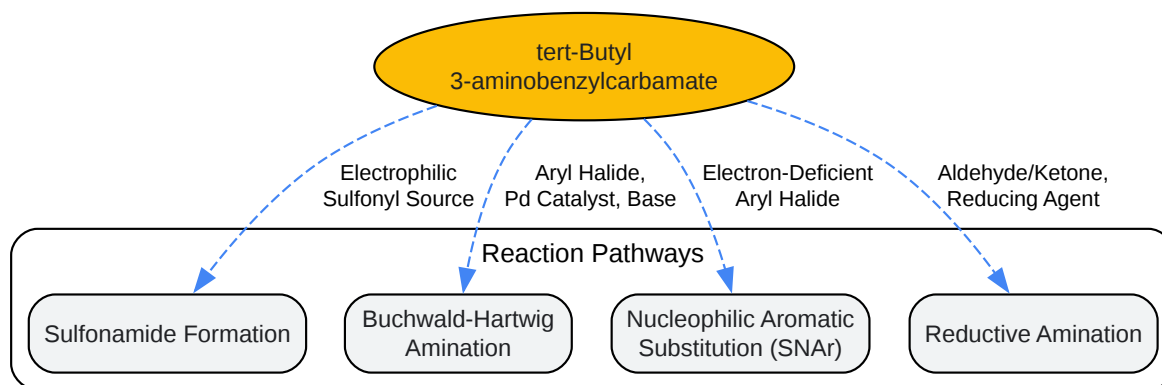 tert-Butyl
3-aminobenzylcarbamate
Electrophilic
Sulfonyl Source
Aryl Halide,
Pd Catalyst, Base
Electron-Deficient
Aryl Halide
Aldehyde/Ketone,
Reducing Agent
Reaction Pathways
Sulfonamide Formation
Buchwald-Hartwig
Amination
Nucleophilic Aromatic
Substitution (SNAr)
Reductive Amination